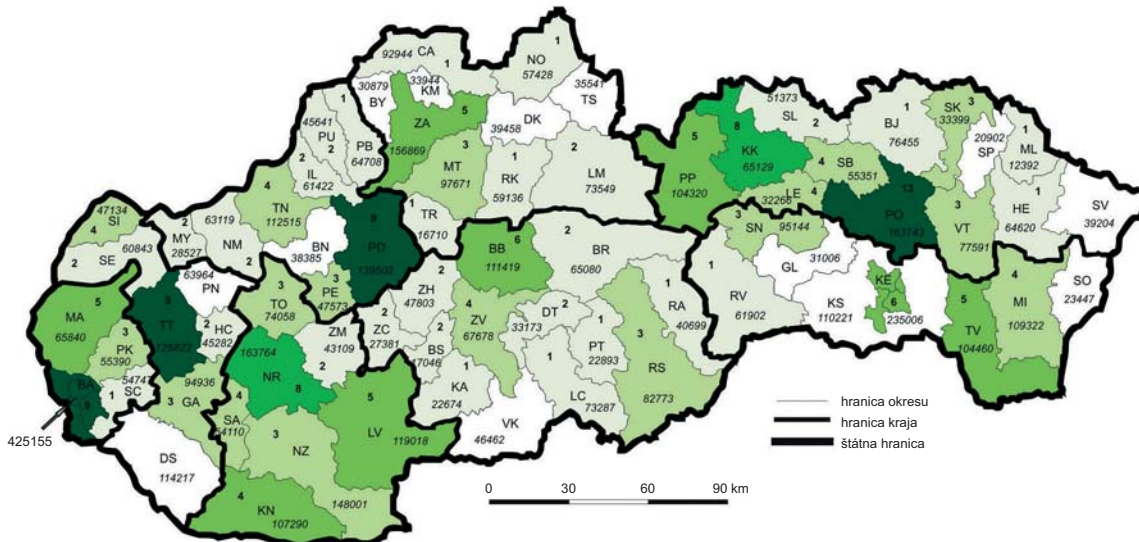 CA
1
92944
NO
1
57428
30879
BY
33944
KM
1
35541
TS
ZA
5
156869
DK
39458
45641
1
PU
2
PB
64708
2
IL
61422
MT
3
97671
RK
1
59136
LM
2
73549
TR
1
16710
51373
SL
2
BJ
1
76455
SK
3
33399
20902
SP
1
ML
12392
PP
5
104320
KK
8
65129
SB
4
55351
LE
4
32266
PO
13
163743
VT
3
77591
HE
1
64620
SV
39204
47134
SI
4
60843
SE
2
MY
2
28527
63119
NM
2
TN
4
112515
BN
38385
PD
9
139502
63964
PN
PE
3
47573
BB
6
111419
BR
2
65080
SN
3
95144
31006
GL
KS
110221
KE
6
235006
RV
1
61902
MI
4
109322
SO
23447
TV
5
104460
MA
5
65840
PK
3
55390
TT
9
126822
HC
2
45282
TO
3
74058
ZM
2
43109
ZH
2
47803
ZC
2
27381
BS
2
17046
ZV
4
67678
DT
2
33173
PT
1
22893
RA
1
40699
RS
3
82773
BA
9
425155
54747
SC
1
94936
GA
3
163764
NR
8
SA
4
54110
NZ
3
148001
LV
5
119018
KA
1
22674
VK
46462
LC
1
73287
DS
114217
KN
4
107290
hranica okresu
hranica kraja
štátna hranica
0 30 60 90 km